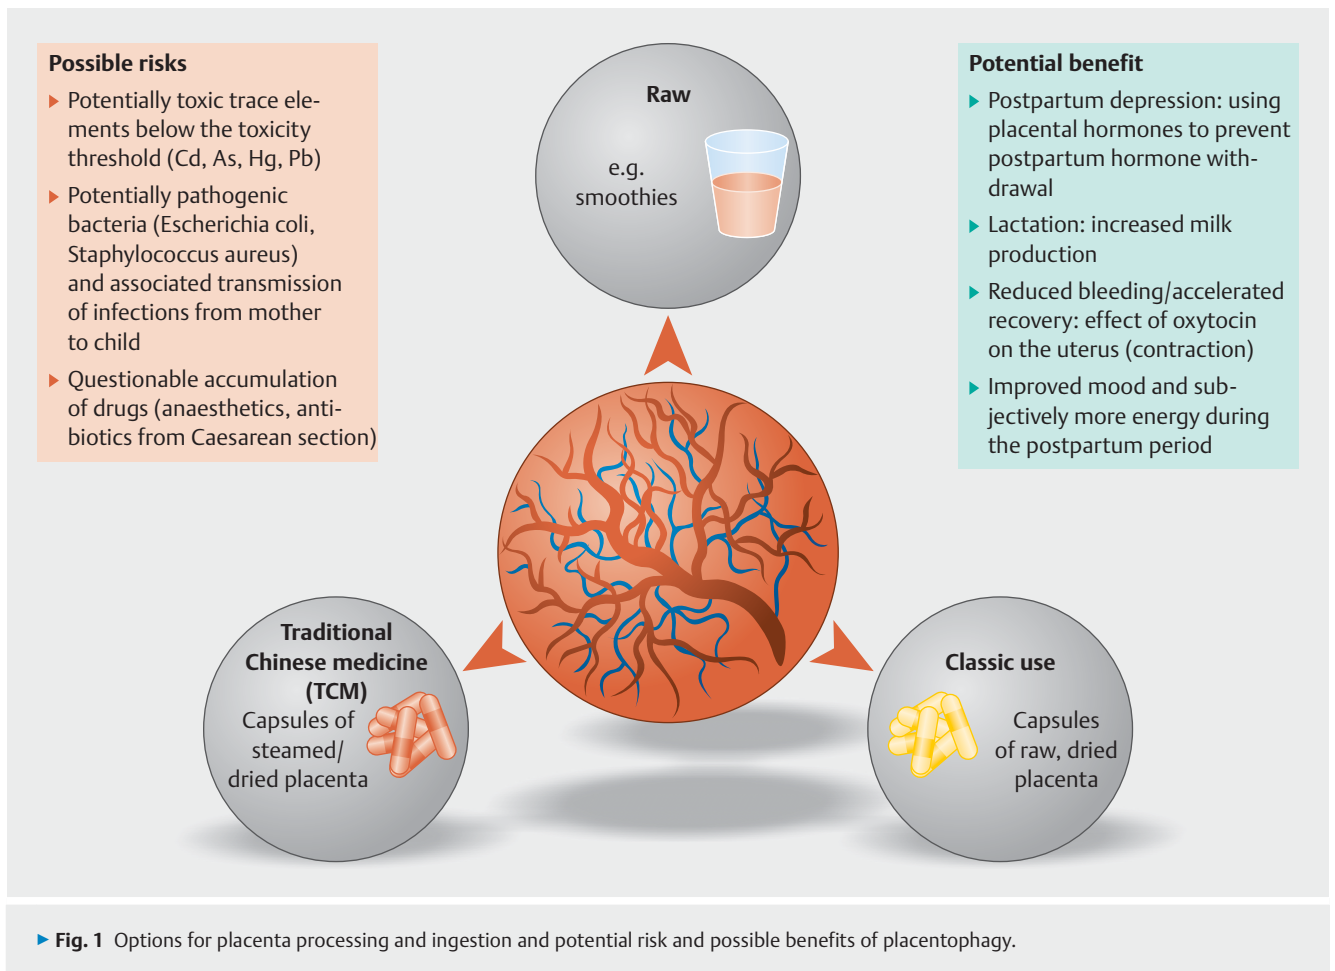 Possible risks
Potentially toxic trace ele-
ments below the toxicity
threshold (Cd, As, Hg, Pb)
Potentially pathogenic
bacteria (Escherichia coli,
Staphylococcus aureus)
and associated transmission
of infections from mother
to child
Questionable accumulation
of drugs (anaesthetics, anti-
biotics from Caesarean section)
Raw
e.g.
smoothies
Potential benefit
Postpartum depression: using
placental hormones to prevent
postpartum hormone with-
drawal
Lactation: increased milk
production
Reduced bleeding/accelerated
recovery: effect of oxytocin
on the uterus (contraction)
Improved mood and sub-
jectively more energy during
the postpartum period
Traditional
Chinese medicine
(TCM)
Capsules of
steamed/
dried placenta
Classic use
Capsules
of raw, dried
placenta
Fig. 1 Options for placenta processing and ingestion and potential risk and possible benefits of placentophagy.